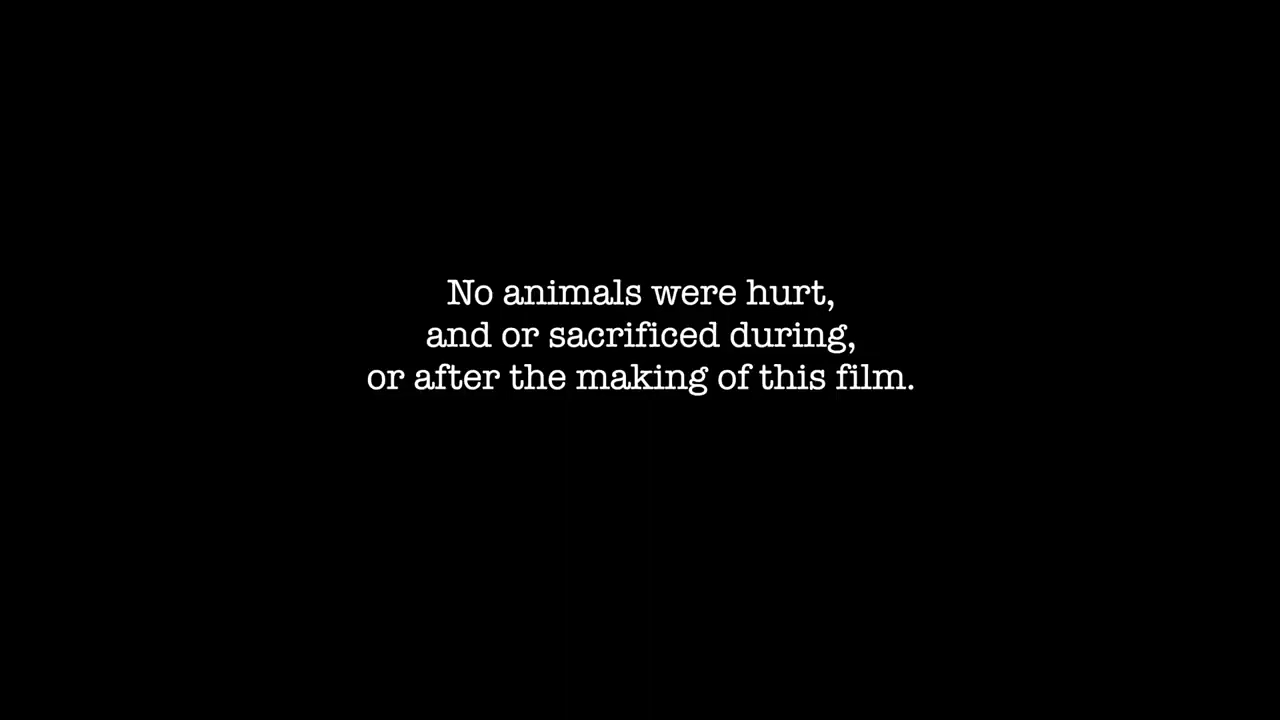 No animals were hurt,
and or sacrificed during,
or after the making of this film.